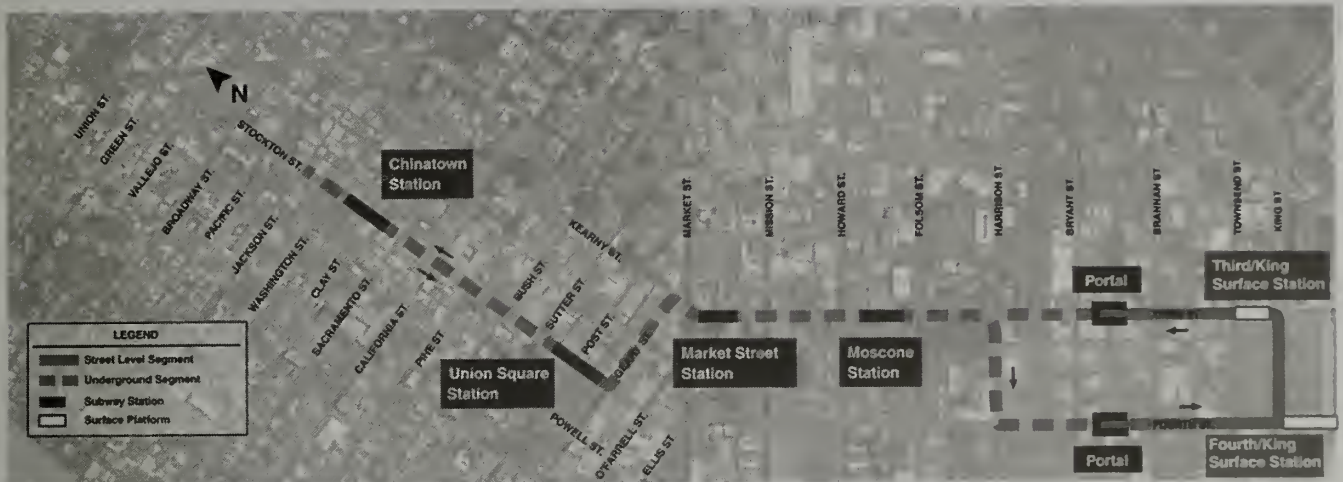 N
UNION ST.
GREEN ST.
VALLEJO ST.
BROADWAY ST.
PACIFIC ST.
JACKSON ST.
WASHINGTON ST.
CLAY ST.
SACRAMENTO ST.
CALIFORNIA ST.
PINE ST
STOCKTON ST.
Chinatown
Station
BUSH ST.
SUTTER ST.
POST ST.
KEARNY ST.
GEARY ST.
Union Square
Station
POWELL ST.
O'FARRELL ST.
ELLIS ST
MARKET ST.
MISSION ST.
HOWARD ST.
FOLSOM ST.
HARRISON ST
BRYANT ST.
BRANNAN ST.
TOWNSEND ST
KING ST
Market Street
Station
Moscone
Station
Portal
Third/King
Surface Station
FOURTH ST.
Portal
Fourth/King
Surface Station
LEGEND
Street Level Segment
Underground Segment
Subway Station
Surface Platform